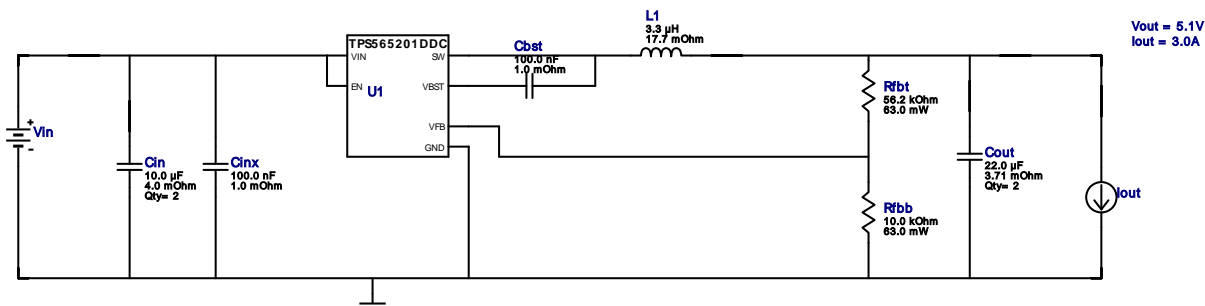 L1
3.3 µH
17.7 mOhm
Vout = 5.1V
Iout = 3.0A
TPS565201DDC
VIN
SW
EN
VBST
U1
VFB
GND
Cbst
100.0 nF
1.0 mOhm
Rfbt
56.2 kOhm
63.0 mW
+
Vin
-
Cin
10.0 µF
4.0 mOhm
Qty= 2
Cinx
100.0 nF
1.0 mOhm
Cout
22.0 µF
3.71 mOhm
Qty= 2
Iout
Rfbb
10.0 kOhm
63.0 mW